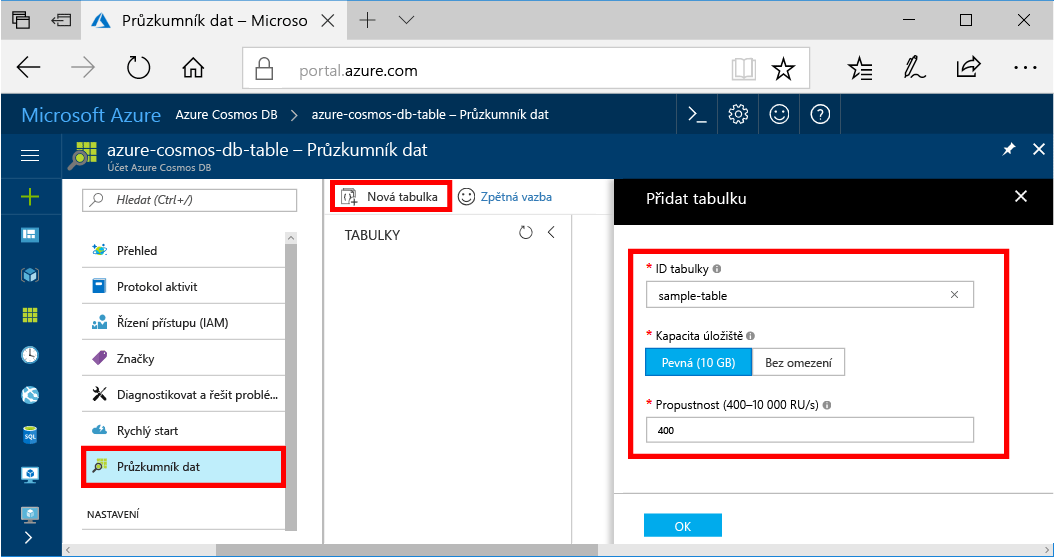 Průzkumník dat – Microso
portal.azure.com
Microsoft Azure Azure Cosmos DB > azure-cosmos-db-table – Průzkumník dat
azure-cosmos-db-table – Průzkumník dat
Účet Azure Cosmos DB
Hledat (Ctrl+/)
Přehled
Protokol aktivit
Řízení přístupu (IAM)
Značky
Diagnostikovat a řešit problé...
Rychlý start
Průzkumník dat
NASTAVENÍ
SQL
Nová tabulka
Zpětná vazba
TABULKY
Přidat tabulku
* ID tabulky
sample-table
* Kapacita úložiště
Pevná (10 GB) Bez omezení
* Propustnost (400–10 000 RU/s)
400
OK